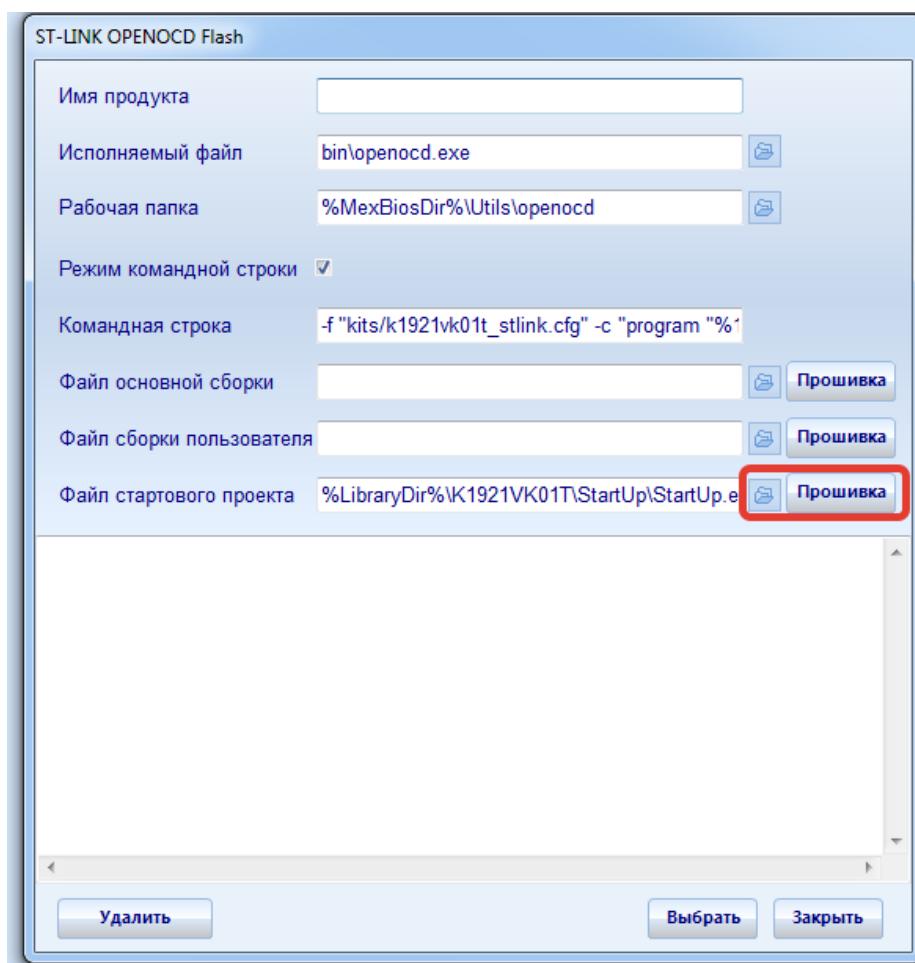 ST-LINK OPENOCD Flash
Имя продукта
Исполняемый файл bin\openocd.exe
Рабочая папка %MexBiosDir%\Utils\openocd
Режим командной строки
Командная строка -f "kits/k1921vk01t_stlink.cfg" -c "program "%1
Файл основной сборки Прошивка
Файл сборки пользователя Прошивка
Файл стартового проекта %LibraryDir%\K1921VK01T\StartUp\StartUp.e Прошивка
Удалить Выбрать Закрыть